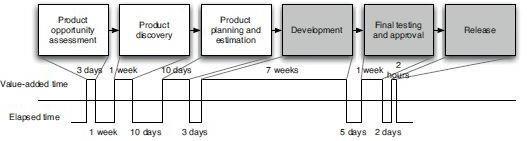 Product
opportunity
assessment
Product
discovery
Product
planning and
estimation
Development
Final testing
and approval
Release
3 days
1 week
10 days
7 weeks
1 week
2
hours
Value-added time
Elapsed time
1 week
10 days
3 days
5 days
2 days